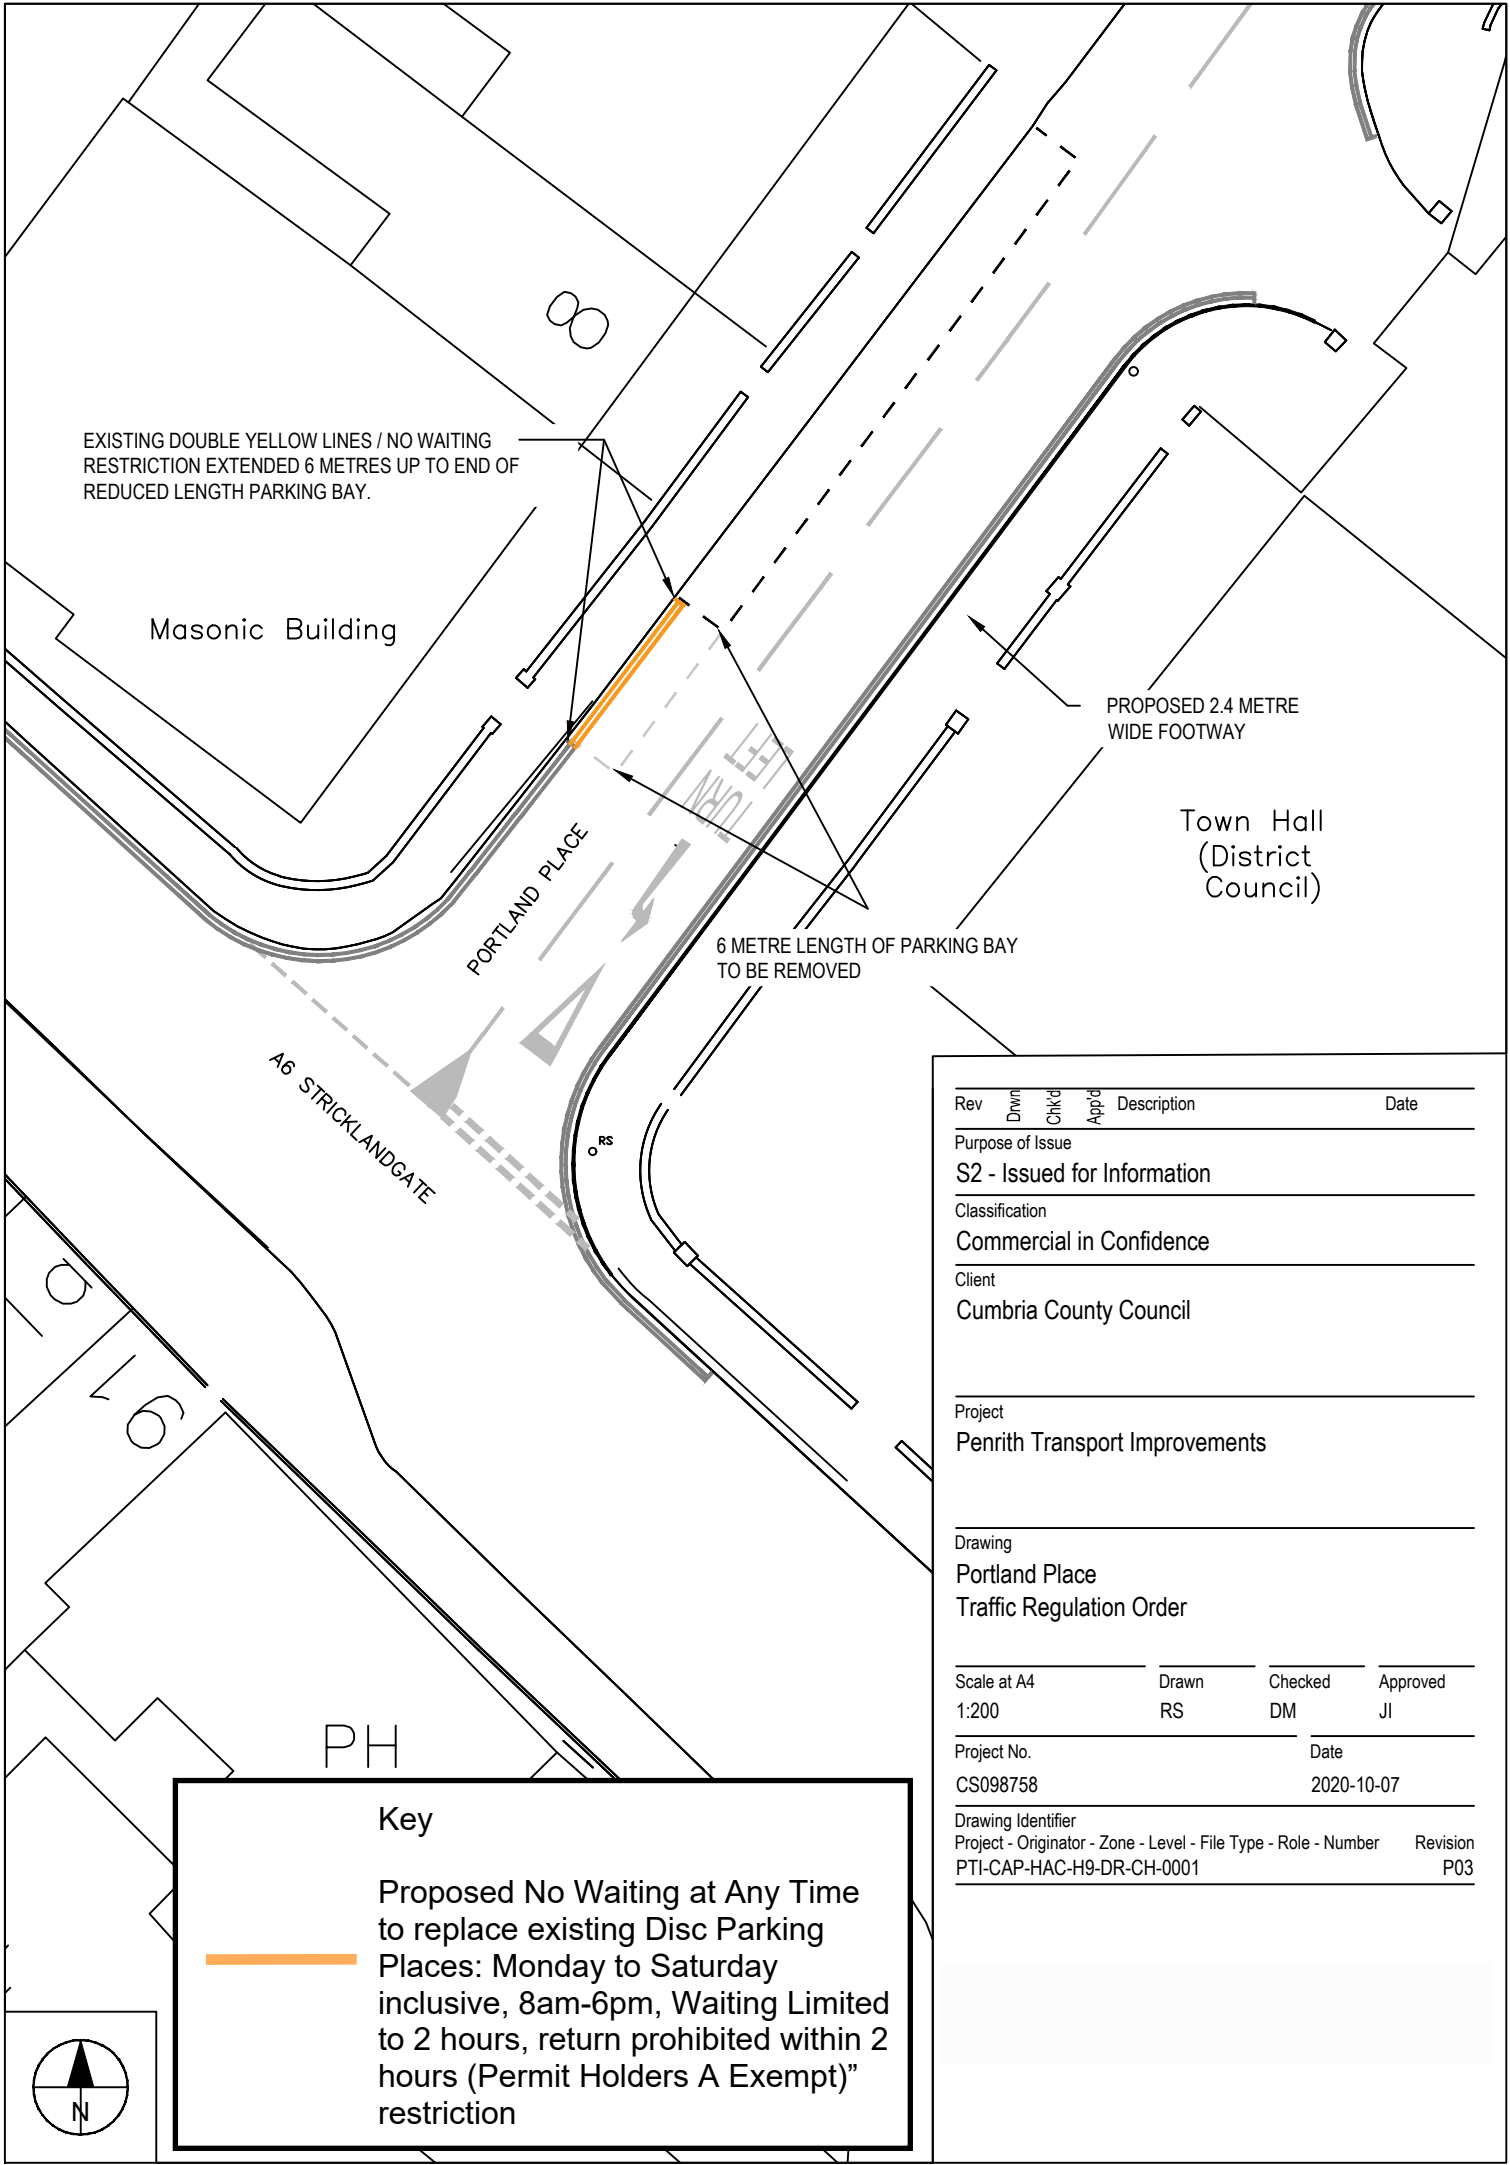 8
EXISTING DOUBLE YELLOW LINES / NO WAITING
RESTRICTION EXTENDED 6 METRES UP TO END OF
REDUCED LENGTH PARKING BAY.
Masonic Building
PROPOSED 2.4 METRE
WIDE FOOTWAY
Town Hall
(District
Council)
PORTLAND PLACE
6 METRE LENGTH OF PARKING BAY
TO BE REMOVED
A6 STRICKLANDGATE
RS
16
PH
Key
Proposed No Waiting at Any Time
to replace existing Disc Parking
Places: Monday to Saturday
inclusive, 8am-6pm, Waiting Limited
to 2 hours, return prohibited within 2
hours (Permit Holders A Exempt)”
restriction
N
Rev Drwn Chk'd App'd Description Date
Purpose of Issue
S2 - Issued for Information
Classification
Commercial in Confidence
Client
Cumbria County Council
Project
Penrith Transport Improvements
Drawing
Portland Place
Traffic Regulation Order
Scale at A4 Drawn Checked Approved
1:200 RS DM JI
Project No. Date
CS098758 2020-10-07
Drawing Identifier
Project - Originator - Zone - Level - File Type - Role - Number Revision
PTI-CAP-HAC-H9-DR-CH-0001 P03